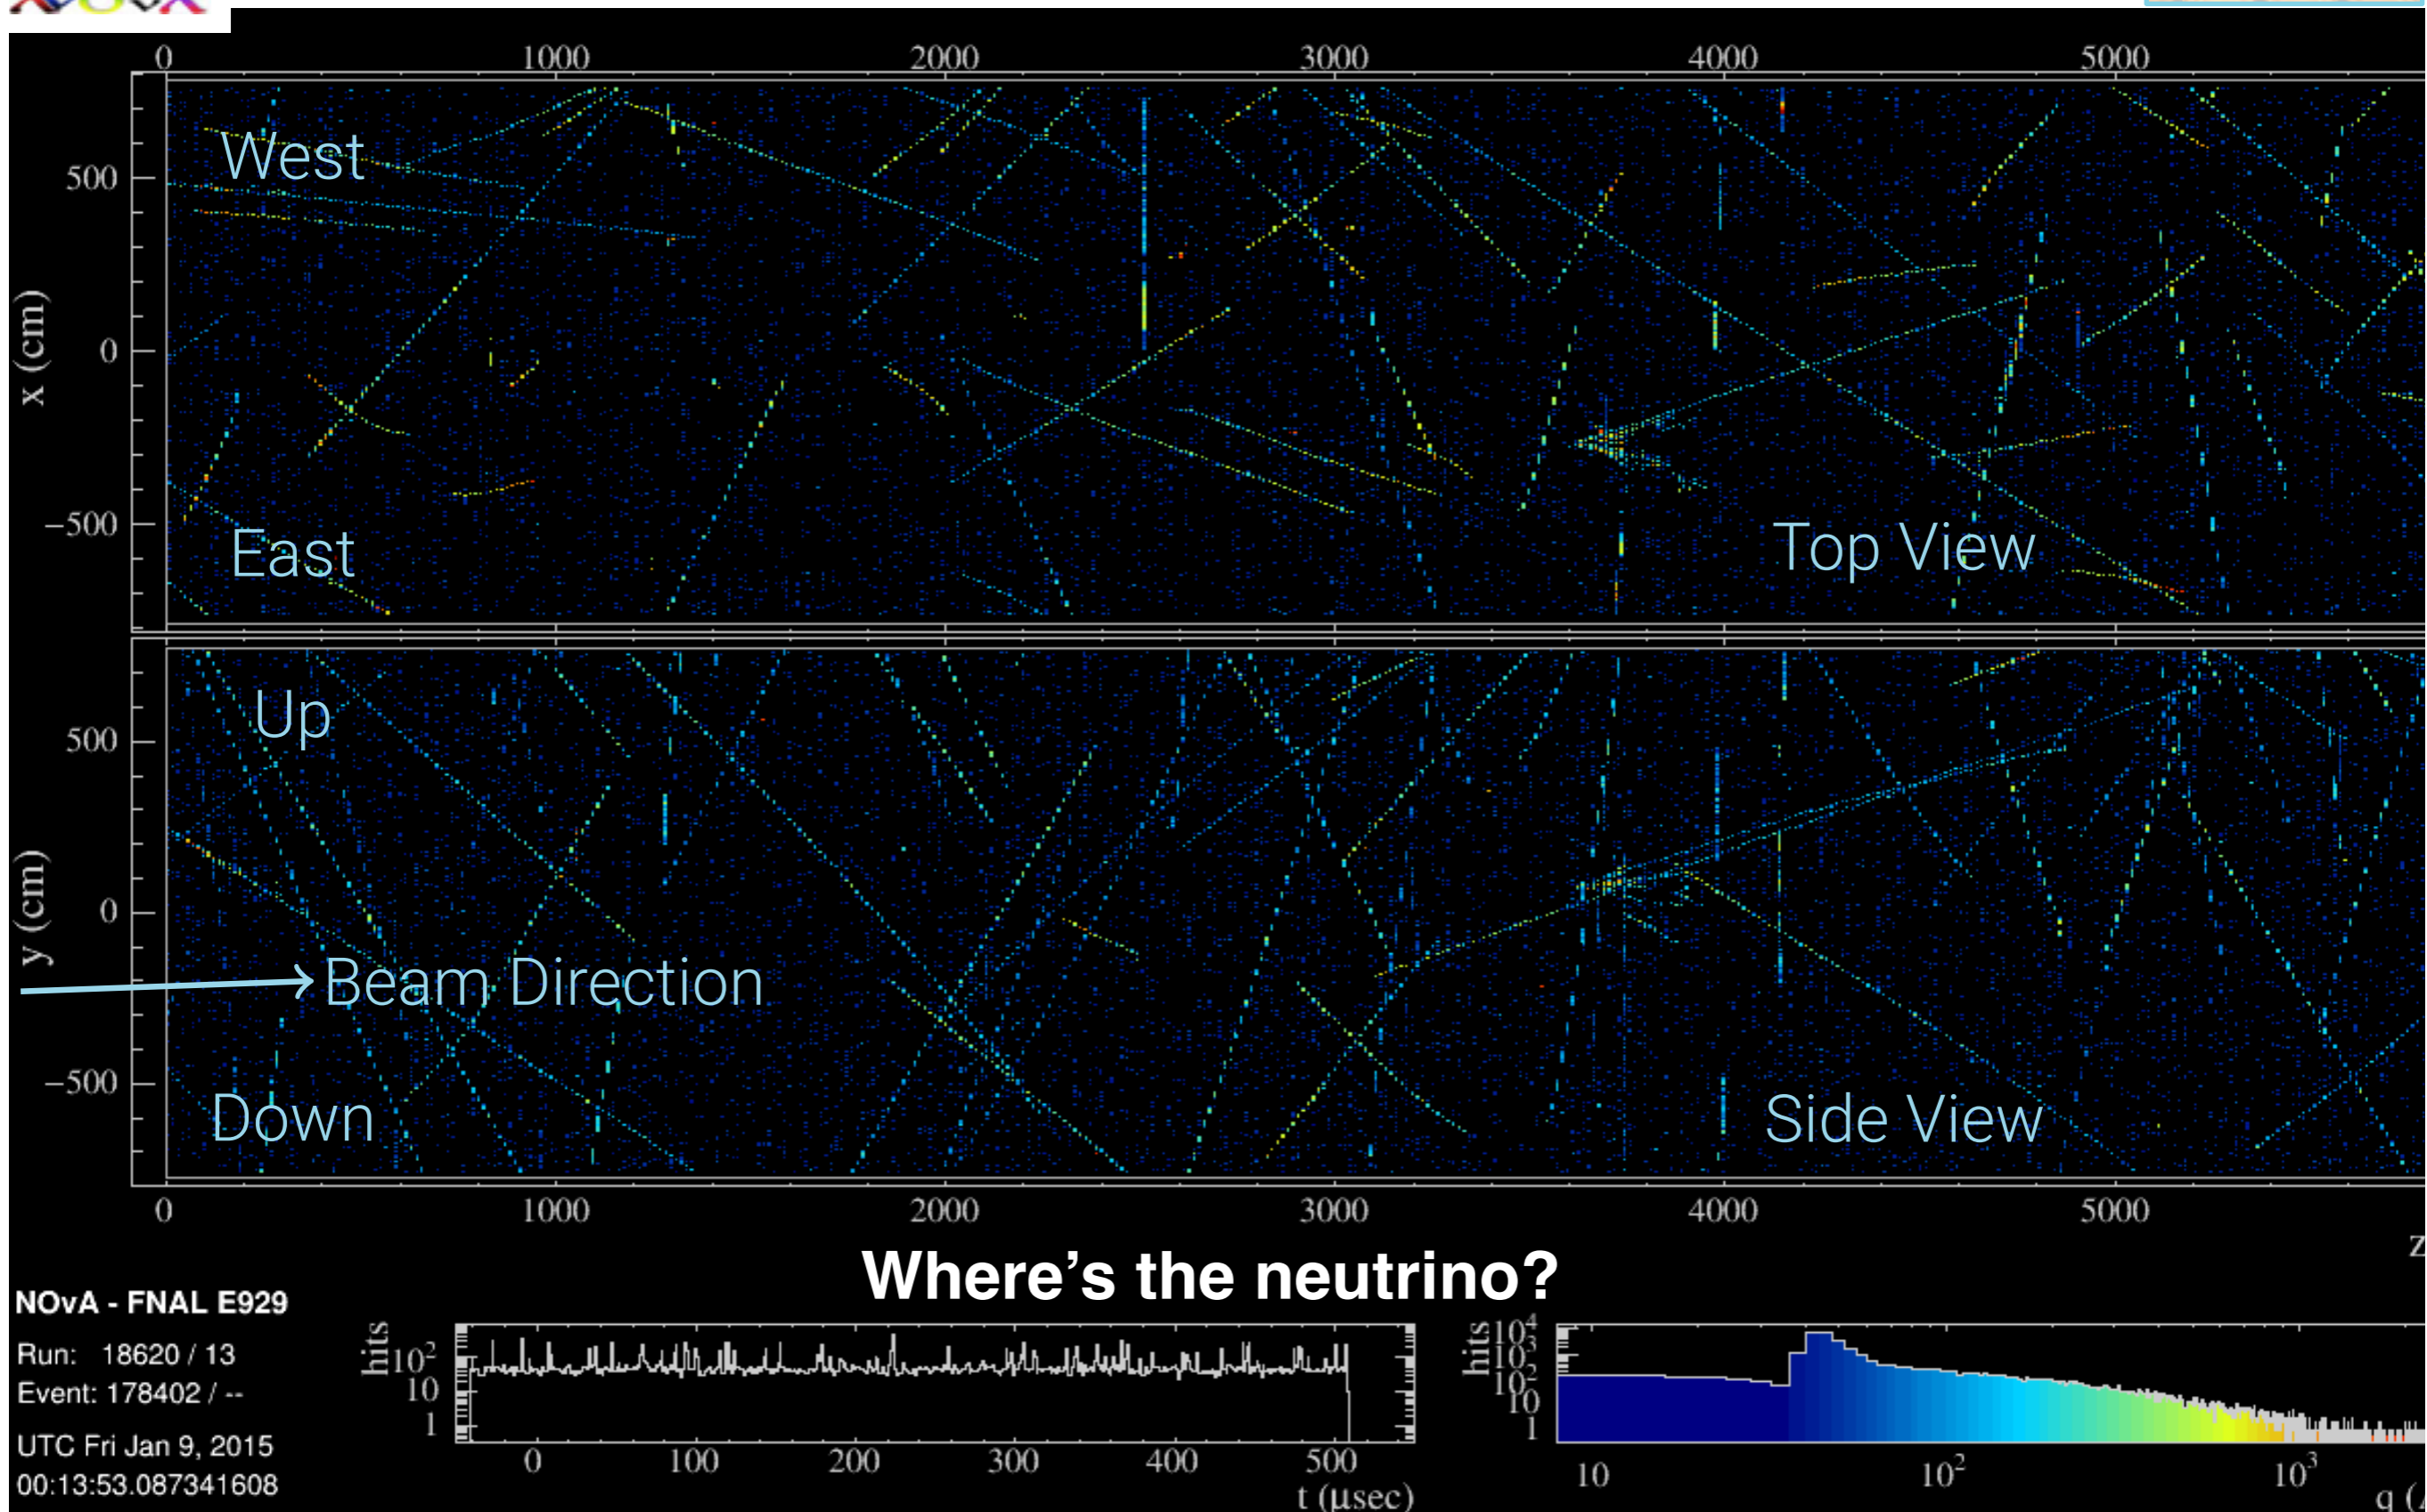 0 1000 2000 3000 4000 5000
West
500
0
x (cm)
−500
East
Top View
Up
500
0
y (cm)
Beam Direction
−500
Down
Side View
0 1000 2000 3000 4000 5000
z
Where's the neutrino?
NOvA - FNAL E929
Run: 18620 / 13
Event: 178402 / --
UTC Fri Jan 9, 2015
00:13:53.087341608
hits
10²
10
1
0 100 200 300 400 500
t (μsec)
hits
10⁴
10³
10²
10
1
10 10² 10³
q (